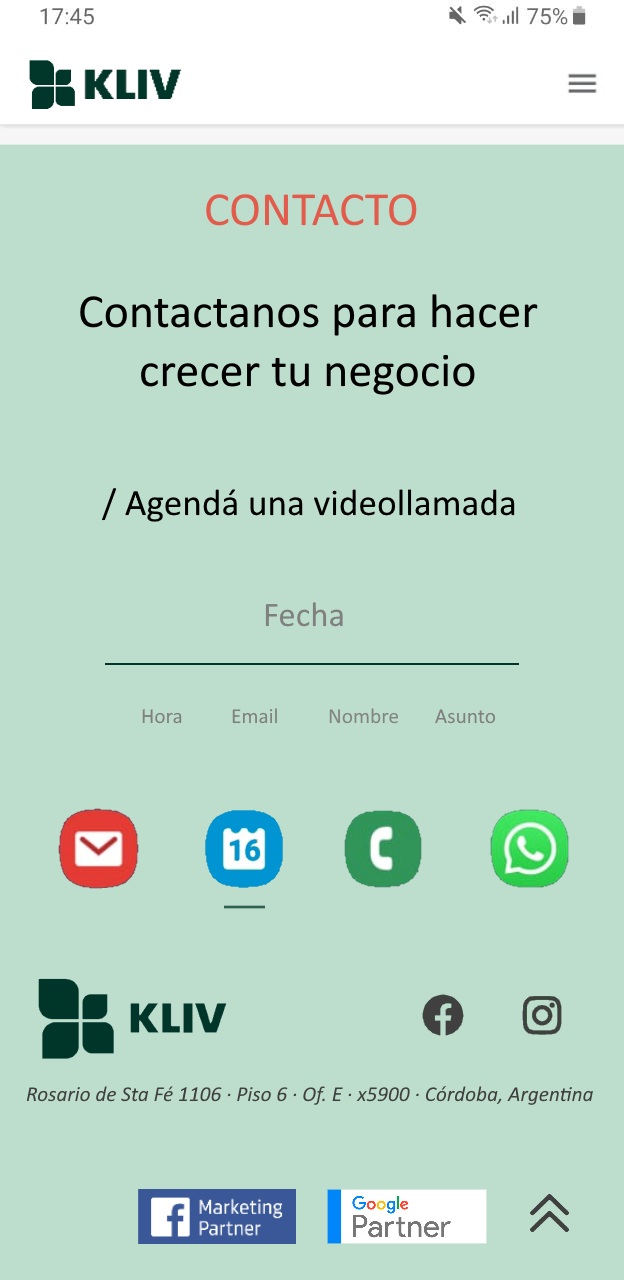 17:45
75%
KLIV
CONTACTO
Contactanos para hacer
crecer tu negocio
/ Agendá una videollamada
Fecha
Hora Email Nombre Asunto
16
KLIV
Rosario de Sta Fé 1106 · Piso 6 · Of. E · x5900 · Córdoba, Argentina
Marketing
Partner
Google
Partner